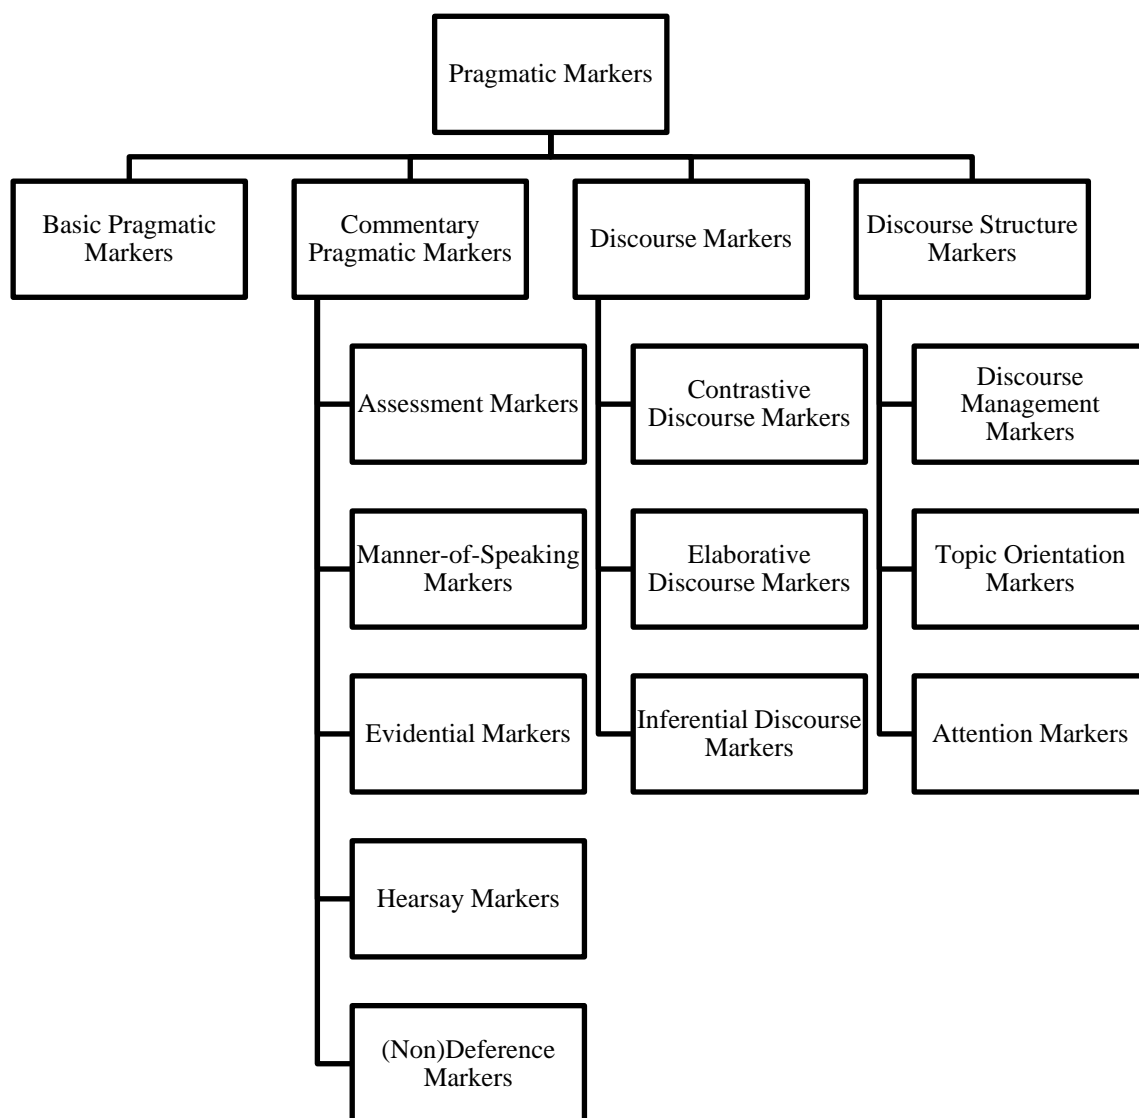 Pragmatic Markers
Basic Pragmatic
Markers
Commentary
Pragmatic Markers
Discourse Markers
Discourse Structure
Markers
Assessment Markers
Manner-of-Speaking
Markers
Evidential Markers
Hearsay Markers
(Non)Deference
Markers
Contrastive
Discourse Markers
Elaborative
Discourse Markers
Inferential Discourse
Markers
Discourse
Management
Markers
Topic Orientation
Markers
Attention Markers